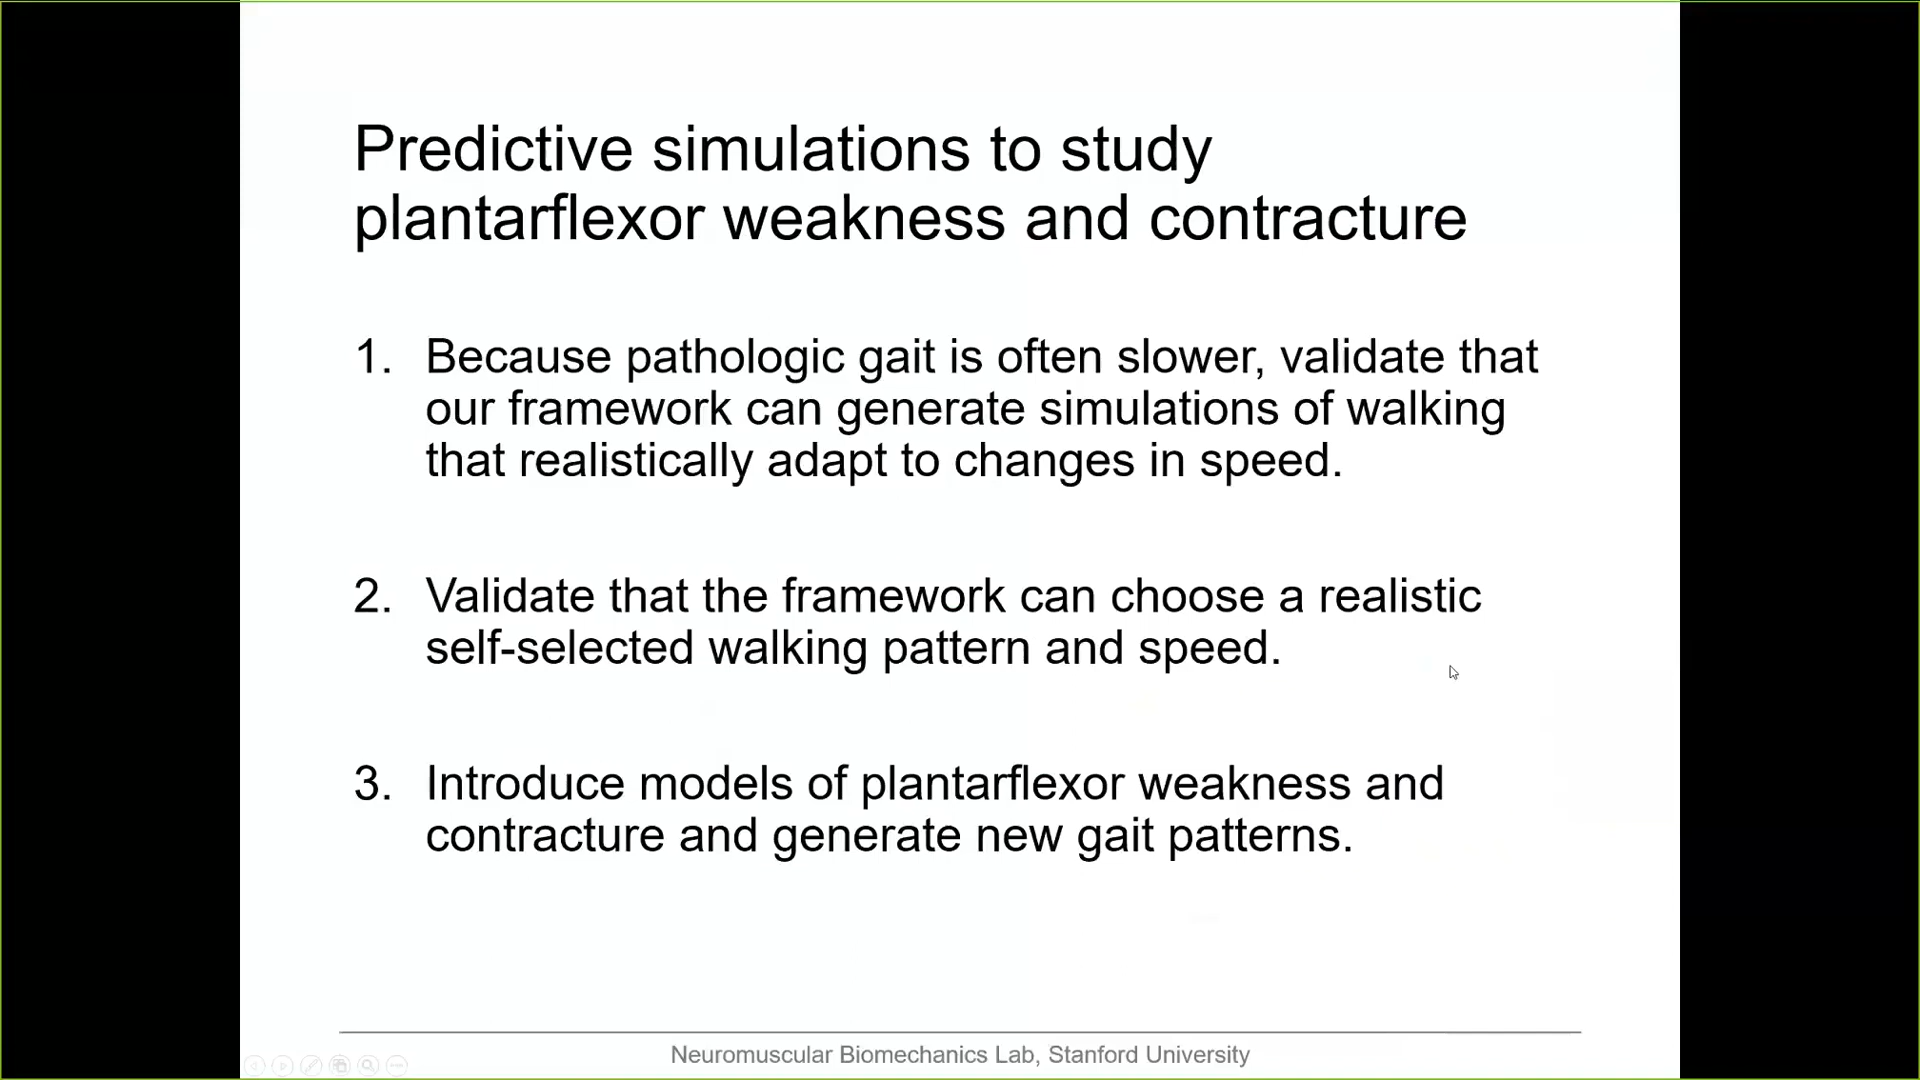 Predictive simulations to study
plantarflexor weakness and contracture
1. Because pathologic gait is often slower, validate that
our framework can generate simulations of walking
that realistically adapt to changes in speed.
2. Validate that the framework can choose a realistic
self-selected walking pattern and speed.
3. Introduce models of plantarflexor weakness and
contracture and generate new gait patterns.
Neuromuscular Biomechanics Lab, Stanford University